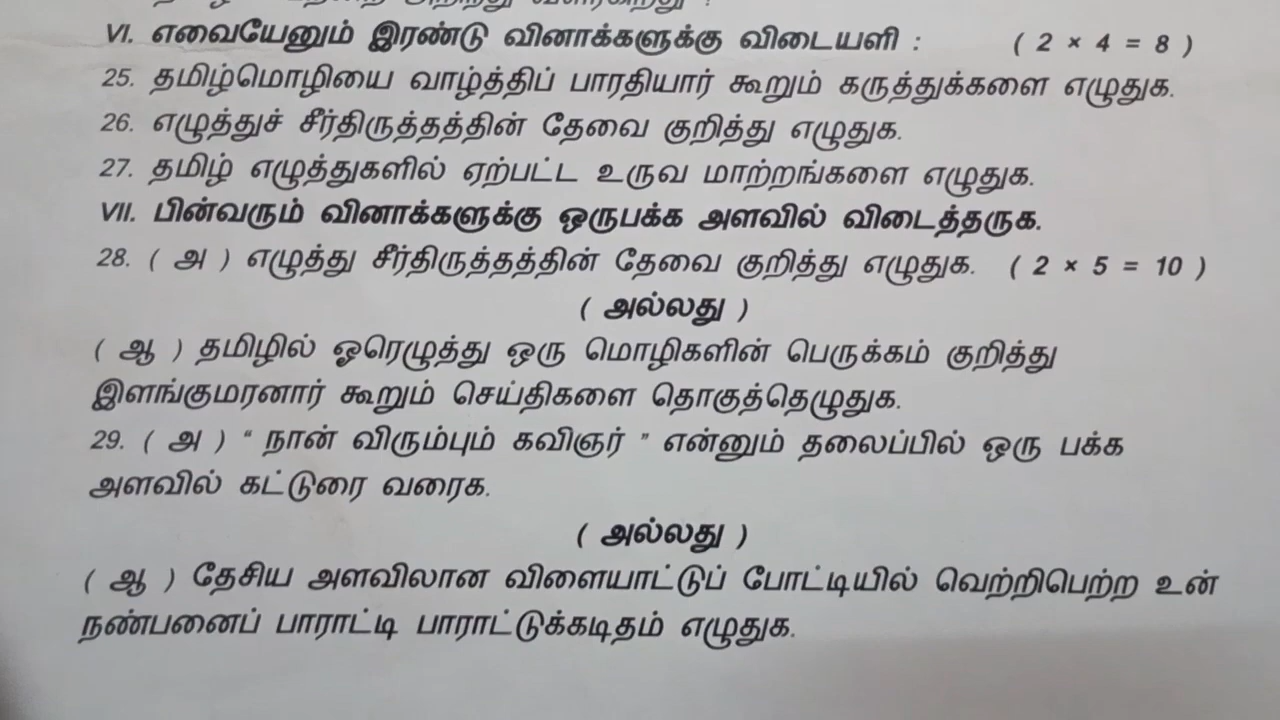 VI. எவையேனும் இரண்டு வினாக்களுக்கு விடையளி : ( 2 × 4 = 8 )
25. தமிழ்மொழியை வாழ்த்திப் பாரதியார் கூறும் கருத்துக்களை எழுதுக.
26. எழுத்துச் சீர்திருத்தத்தின் தேவை குறித்து எழுதுக.
27. தமிழ் எழுத்துகளில் ஏற்பட்ட உருவ மாற்றங்களை எழுதுக.
VII. பின்வரும் வினாக்களுக்கு ஒருபக்க அளவில் விடைத்தருக.
28. ( அ ) எழுத்து சீர்திருத்தத்தின் தேவை குறித்து எழுதுக. ( 2 × 5 = 10 )
( அல்லது )
( ஆ ) தமிழில் ஓரெழுத்து ஒரு மொழிகளின் பெருக்கம் குறித்து
இளங்குமரனார் கூறும் செய்திகளை தொகுத்தெழுதுக.
29. ( அ ) “ நான் விரும்பும் கவிஞர் ” என்னும் தலைப்பில் ஒரு பக்க
அளவில் கட்டுரை வரைக.
( அல்லது )
( ஆ ) தேசிய அளவிலான விளையாட்டுப் போட்டியில் வெற்றிபெற்ற உன்
நண்பனைப் பாராட்டி பாராட்டுக்கடிதம் எழுதுக.